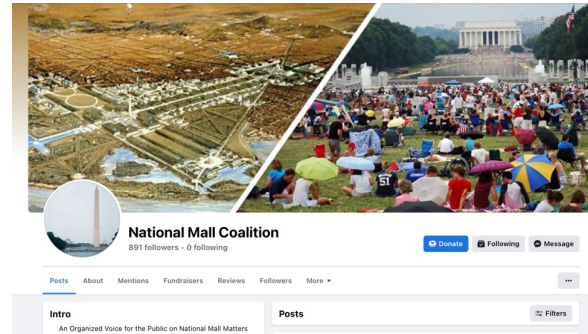 51
National Mall Coalition
891 followers • 0 following
Donate
Following
Message
Posts
About
Mentions
Fundraisers
Reviews
Followers
More
Intro
An Organized Voice for the Public on National Mall Matters
Posts
Filters